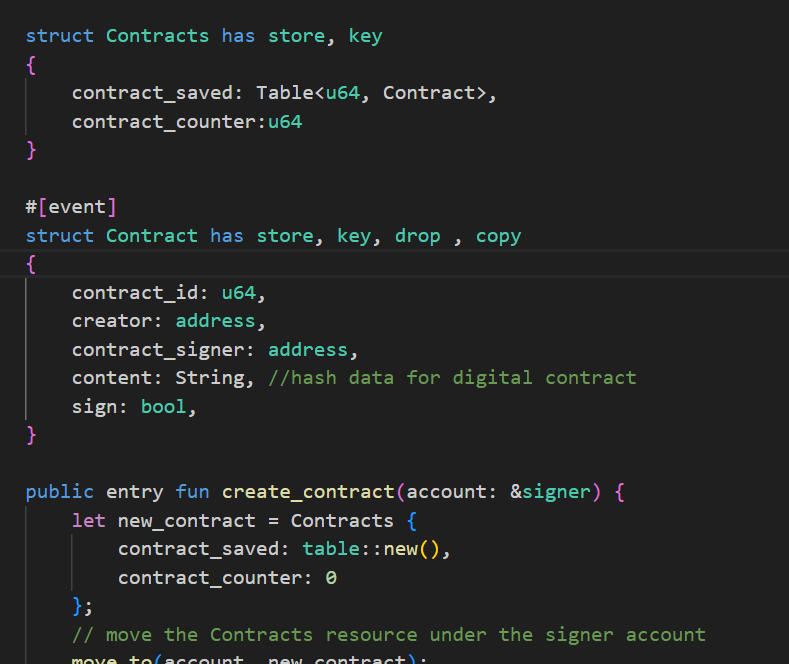 struct Contracts has store, key
{
    contract_saved: Table<u64, Contract>,
    contract_counter:u64
}
#[event]
struct Contract has store, key, drop , copy
{
    contract_id: u64,
    creator: address,
    contract_signer: address,
    content: String, //hash data for digital contract
    sign: bool,
}
public entry fun create_contract(account: &signer) {
    let new_contract = Contracts {
        contract_saved: table::new(),
        contract_counter: 0
    };
    // move the Contracts resource under the signer account
    move_to(account, new_contract);